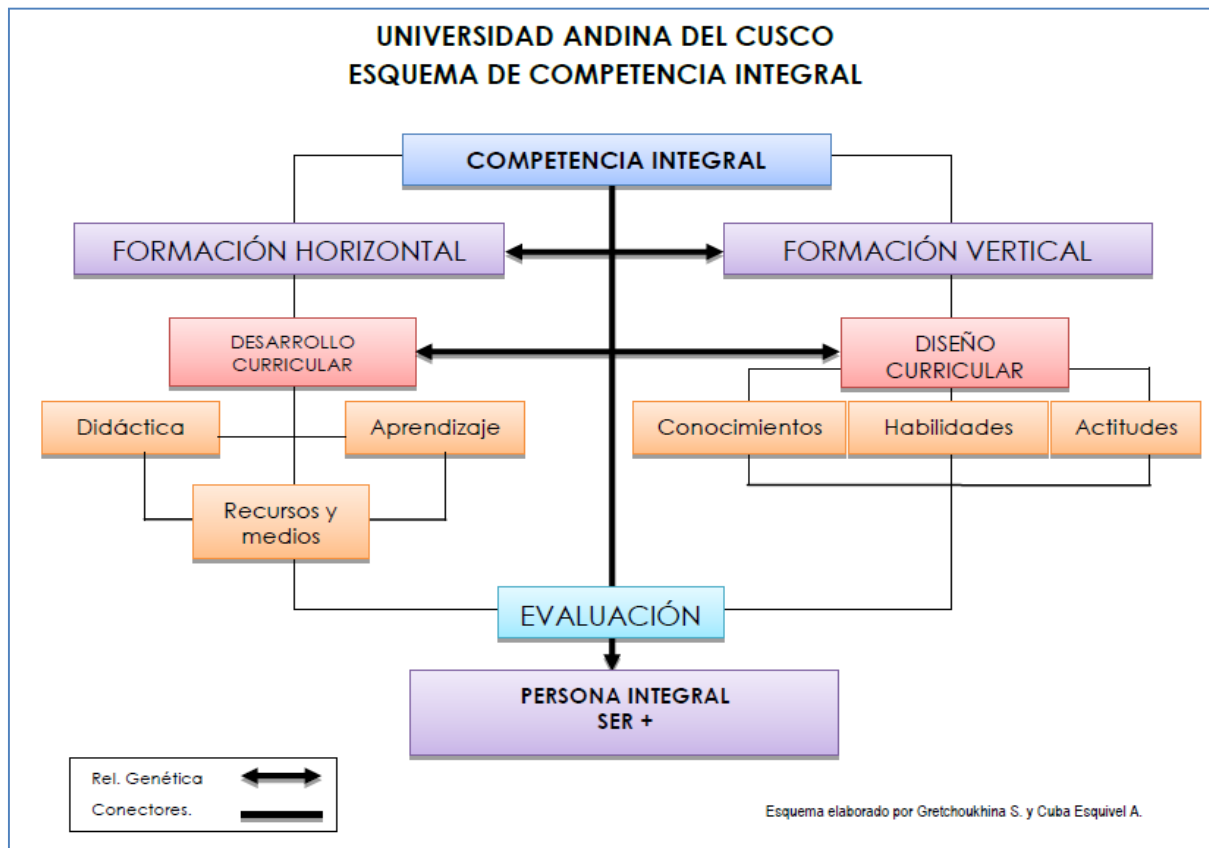 UNIVERSIDAD ANDINA DEL CUSCO
ESQUEMA DE COMPETENCIA INTEGRAL
COMPETENCIA INTEGRAL
FORMACIÓN HORIZONTAL
FORMACIÓN VERTICAL
DESARROLLO
CURRICULAR
DISEÑO
CURRICULAR
Didáctica
Aprendizaje
Conocimientos
Habilidades
Actitudes
Recursos y
medios
EVALUACIÓN
PERSONA INTEGRAL
SER +
Rel. Genética
Conectores.
Esquema elaborado por Gretchoukhina S. y Cuba Esquivel A.